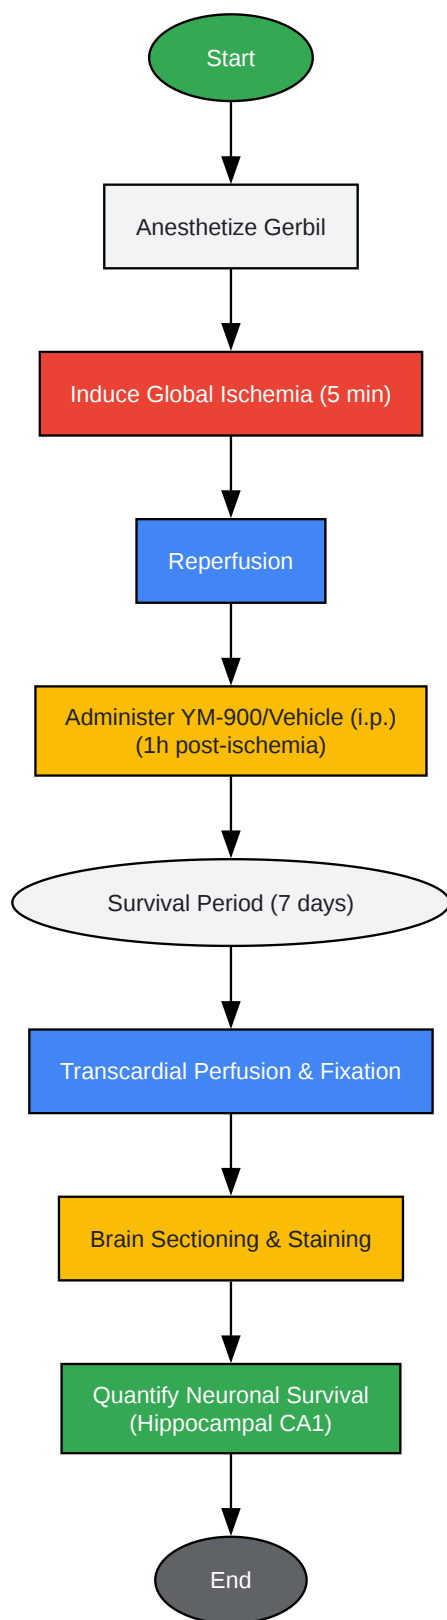 Start
Anesthetize Gerbil
Induce Global Ischemia (5 min)
Reperfusion
Administer YM-900/Vehicle (i.p.)
(1h post-ischemia)
Survival Period (7 days)
Transcardial Perfusion & Fixation
Brain Sectioning & Staining
Quantify Neuronal Survival
(Hippocampal CA1)
End